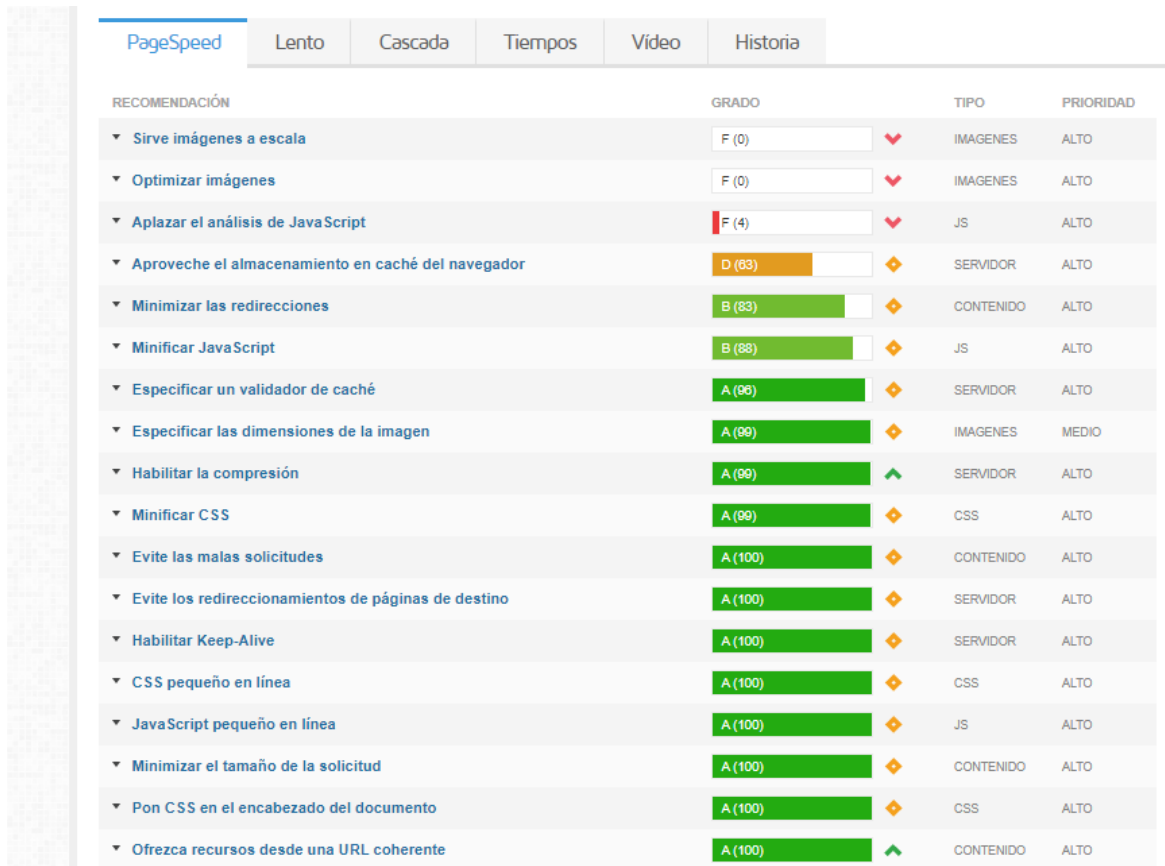 PageSpeed Lento Cascada Tiempos Vídeo Historia
RECOMENDACIÓN GRADO TIPO PRIORIDAD
Sirve imágenes a escala F (0) IMAGENES ALTO
Optimizar imágenes F (0) IMAGENES ALTO
Aplazar el análisis de JavaScript F (4) JS ALTO
Aproveche el almacenamiento en caché del navegador D (63) SERVIDOR ALTO
Minimizar las redirecciones B (83) CONTENIDO ALTO
Minificar JavaScript B (88) JS ALTO
Especificar un validador de caché A (96) SERVIDOR ALTO
Especificar las dimensiones de la imagen A (99) IMAGENES MEDIO
Habilitar la compresión A (99) SERVIDOR ALTO
Minificar CSS A (99) CSS ALTO
Evite las malas solicitudes A (100) CONTENIDO ALTO
Evite los redireccionamientos de páginas de destino A (100) SERVIDOR ALTO
Habilitar Keep-Alive A (100) SERVIDOR ALTO
CSS pequeño en línea A (100) CSS ALTO
JavaScript pequeño en línea A (100) JS ALTO
Minimizar el tamaño de la solicitud A (100) CONTENIDO ALTO
Pon CSS en el encabezado del documento A (100) CSS ALTO
Ofrezca recursos desde una URL coherente A (100) CONTENIDO ALTO